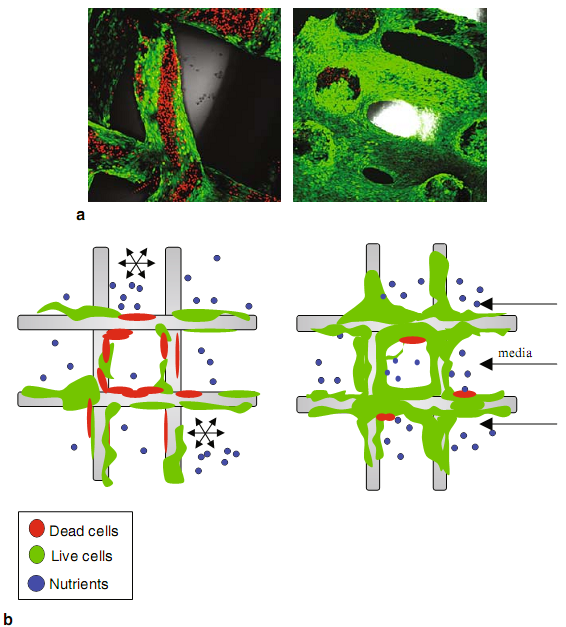 a
media
Dead cells
Live cells
Nutrients
b